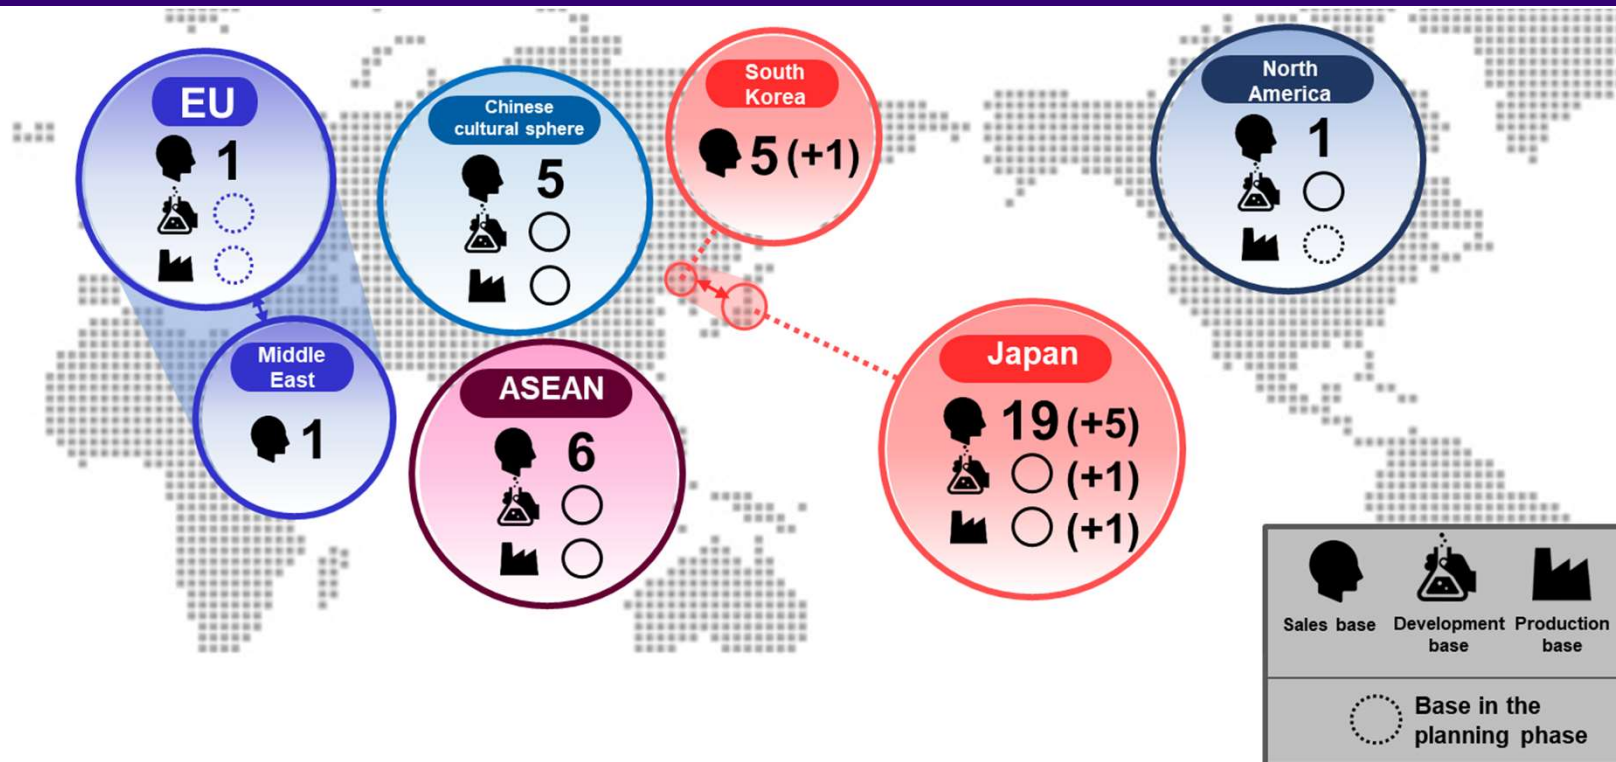 EU
1
Chinese
cultural sphere
5
South
Korea
5 (+1)
North
America
1
Middle
East
1
ASEAN
6
Japan
19 (+5)
(+1)
(+1)
Sales base
Development
base
Production
base
Base in the
planning phase